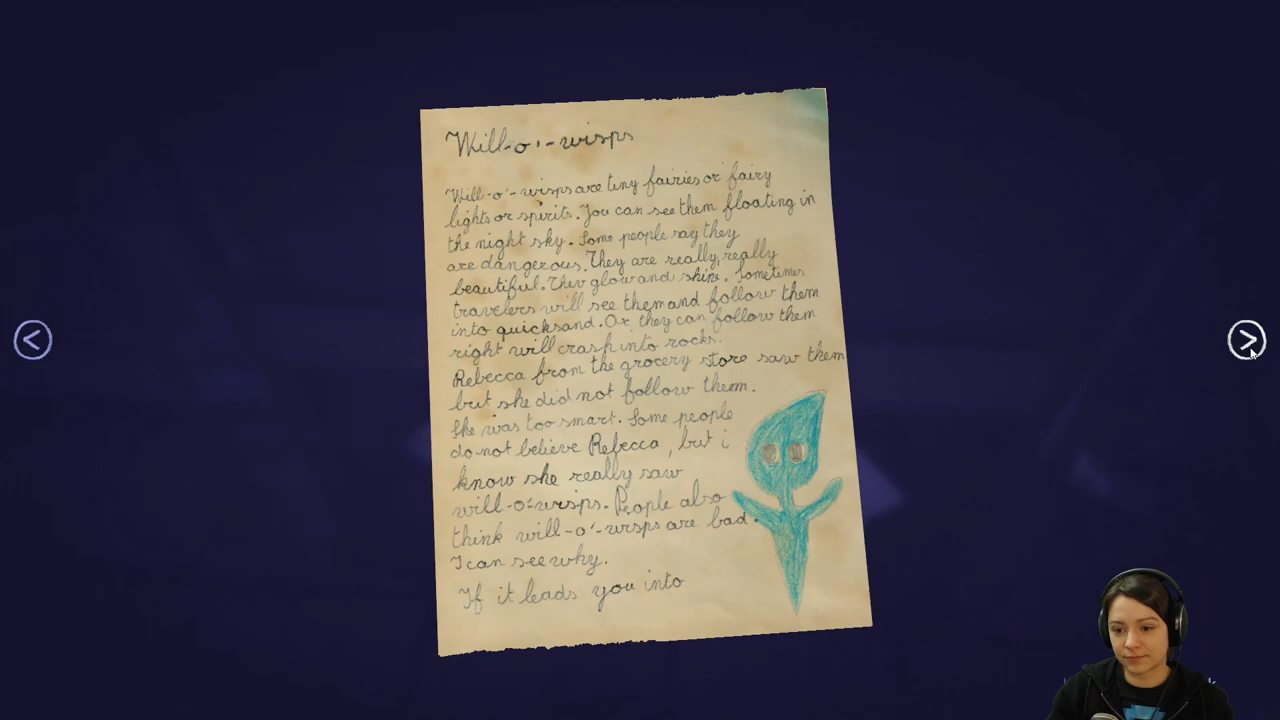 Will-o'-wisps
Will-o'-wisps are tiny fairies or fairy
lights or spirits. You can see them floating in
the night sky. Some people say they
are dangerous. They are really, really
beautiful. They glow and shine. Sometimes
travelers will see them and follow them
into quicksand. Or, they can follow them
right will crash into rocks.
Rebecca from the grocery store saw them
but she did not follow them.
She was too smart. Some people
do not believe Rebecca, but i
know she really saw
will-o'-wisps. People also
think will-o'-wisps are bad.
I can see why.
If it leads you into